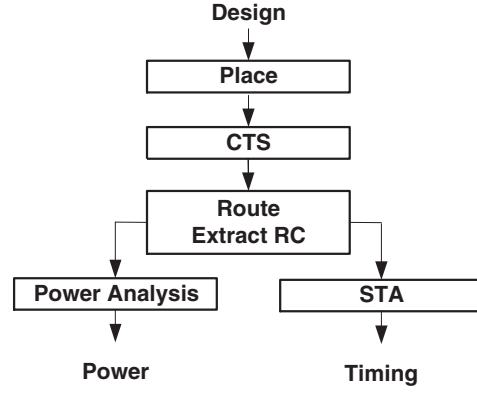 Design
Place
CTS
Route
Extract RC
Power Analysis
STA
Power
Timing